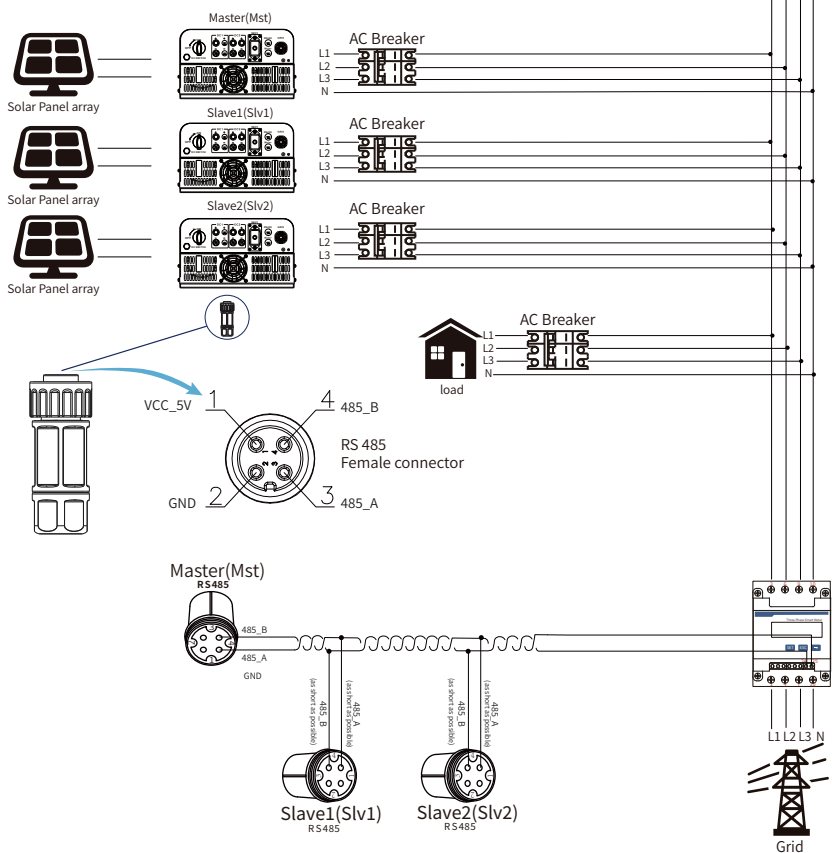 Master(Mst)
AC Breaker
L1
L2
L3
N
Solar Panel array
Slave1(Slv1)
AC Breaker
L1
L2
L3
N
Solar Panel array
Slave2(Slv2)
AC Breaker
L1
L2
L3
N
Solar Panel array
AC Breaker
L1
L2
L3
N
load
VCC_5V 1
4 485_B
RS 485
Female connector
GND 2
3 485_A
1
4
2
3
Master(Mst)
RS485
485_B
485_A
GND
485_B
(as short as possible)
485_A
(as short as possible)
485_B
(as short as possible)
485_A
(as short as possible)
Slave1(Slv1)
RS485
Slave2(Slv2)
RS485
L1 L2 L3 N
Grid